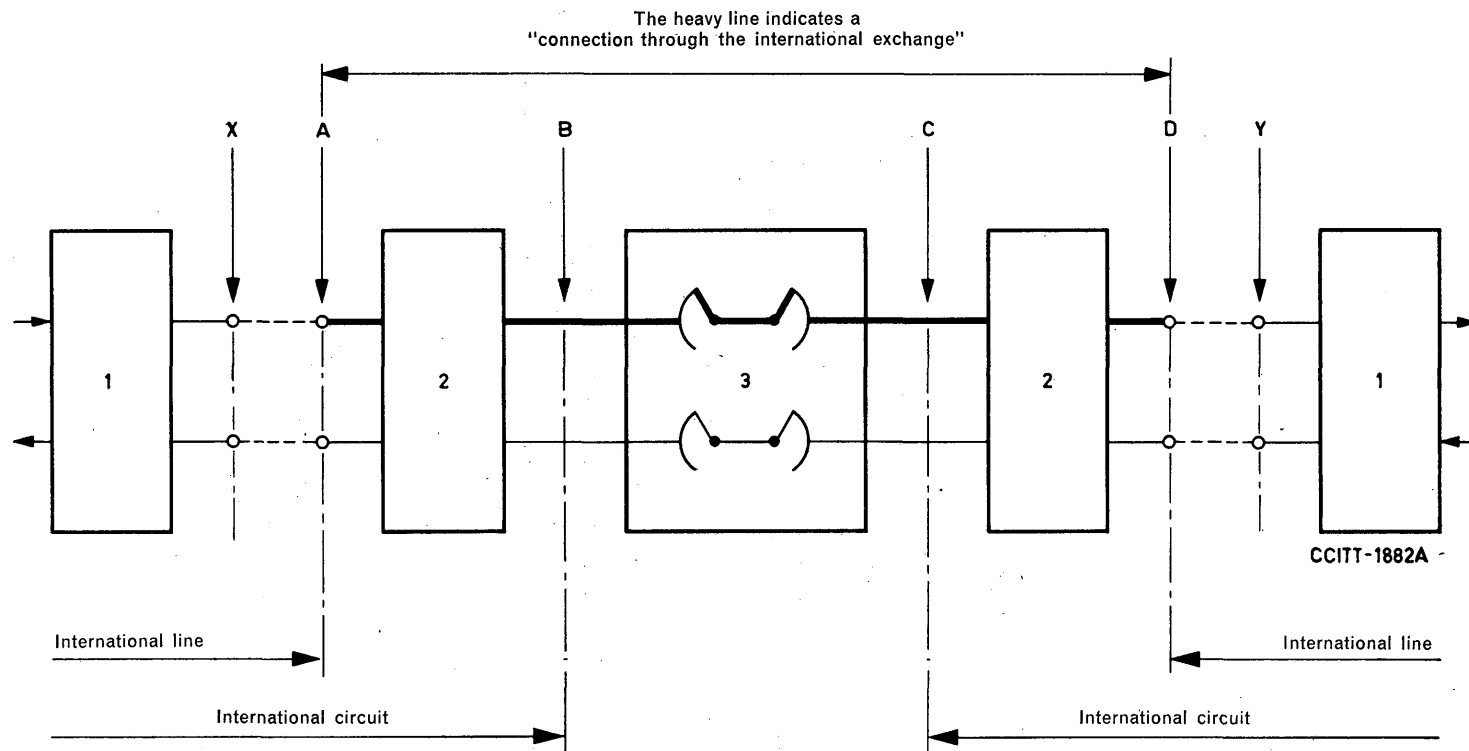 The heavy line indicates a
"connection through the international exchange"
X A B C D Y
1 2 3 2 1
CCITT-1882A
International line International line
International circuit International circuit